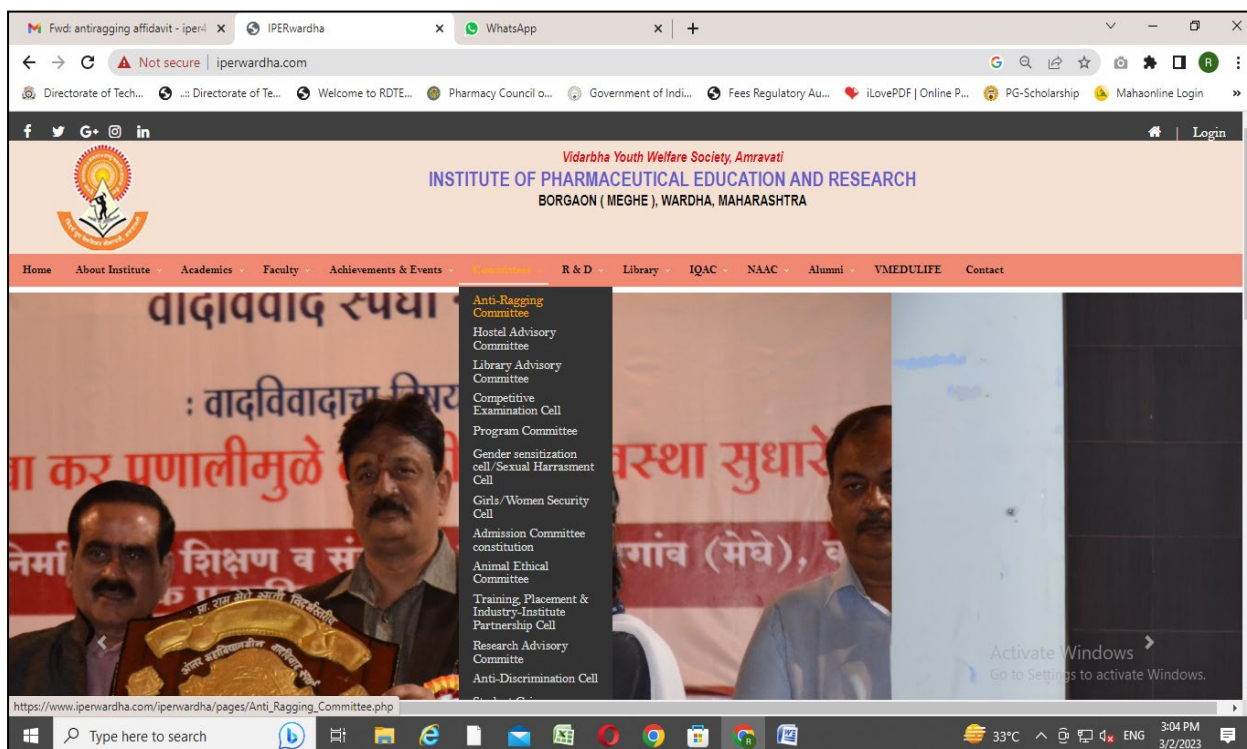 Fwd: antiragging affidavit - iper4
IPERwardha
WhatsApp
Not secure
iperwardha.com
Directorate of Tech...
..:: Directorate of Te...
Welcome to RDTE...
Pharmacy Council o...
Government of Indi...
Fees Regulatory Au...
iLovePDF | Online P...
PG-Scholarship
Mahaonline Login
»
Login
Vidarbha Youth Welfare Society, Amravati
INSTITUTE OF PHARMACEUTICAL EDUCATION AND RESEARCH
BORGAON ( MEGHE ), WARDHA, MAHARASHTRA
Home
About Institute
Academics
Faculty
Achievements & Events
Committees
R & D
Library
IQAC
NAAC
Alumni
VMEDULIFE
Contact
Anti-Ragging
Committee
Hostel Advisory
Committee
Library Advisory
Committee
Competitive
Examination Cell
Program Committee
Gender sensitization
cell/Sexual Harrasment
Cell
Girls/Women Security
Cell
Admission Committee
constitution
Animal Ethical
Committee
Training, Placement &
Industry-Institute
Partnership Cell
Research Advisory
Committe
Anti-Discrimination Cell
वादविवाद स्पर्धा
: वादविवादाचा विषय
कर प्रणालीमुळे
सुधारे
शिक्षण व
(मेघे),
Activate Windows
Go to Settings to activate Windows.
https://www.iperwardha.com/iperwardha/pages/Anti_Ragging_Committee.php
Type here to search
33°C
ENG
3:04 PM
3/2/2023